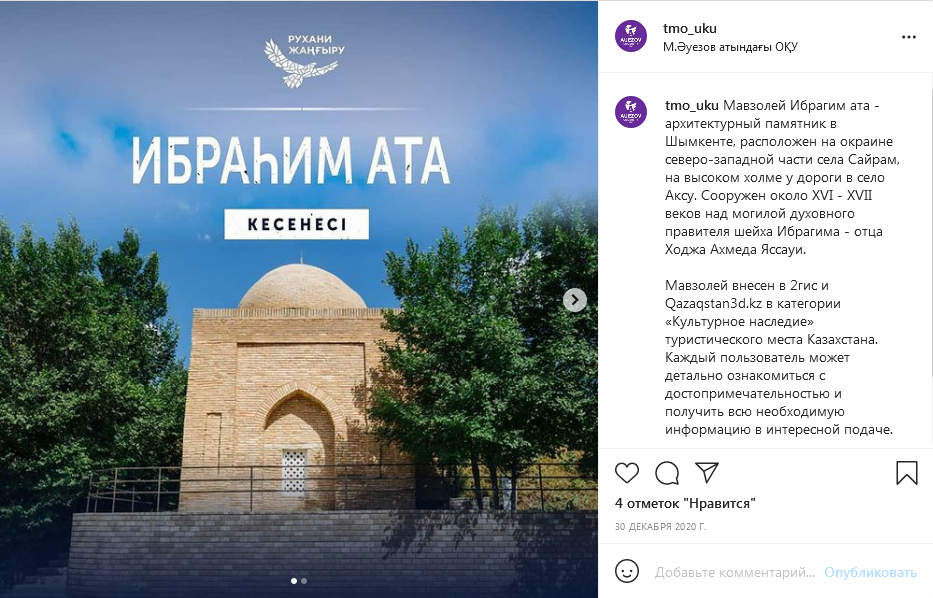 РУХАНИ
ЖАҢҒЫРУ
ИБРАҺИМ АТА
КЕСЕНЕСІ
AUEZOV
tmo_uku
М.Әуезов атындағы ОҚУ
AUEZOV
tmo_uku Мавзолей Ибрагим ата -
архитектурный памятник в
Шымкенте, расположен на окраине
северо-западной части села Сайрам,
на высоком холме у дороги в село
Аксу. Сооружен около XVI - XVII
веков над могилой духовного
правителя шейха Ибрагима - отца
Ходжа Ахмеда Яссауи.
Мавзолей внесен в 2гис и
Qazaqstan3d.kz в категории
«Культурное наследие»
туристического места Казахстана.
Каждый пользователь может
детально ознакомиться с
достопримечательностью и
получить всю необходимую
информацию в интересной подаче.
4 отметок "Нравится"
30 ДЕКАБРЯ 2020 Г.
Добавьте комментарий... Опубликовать